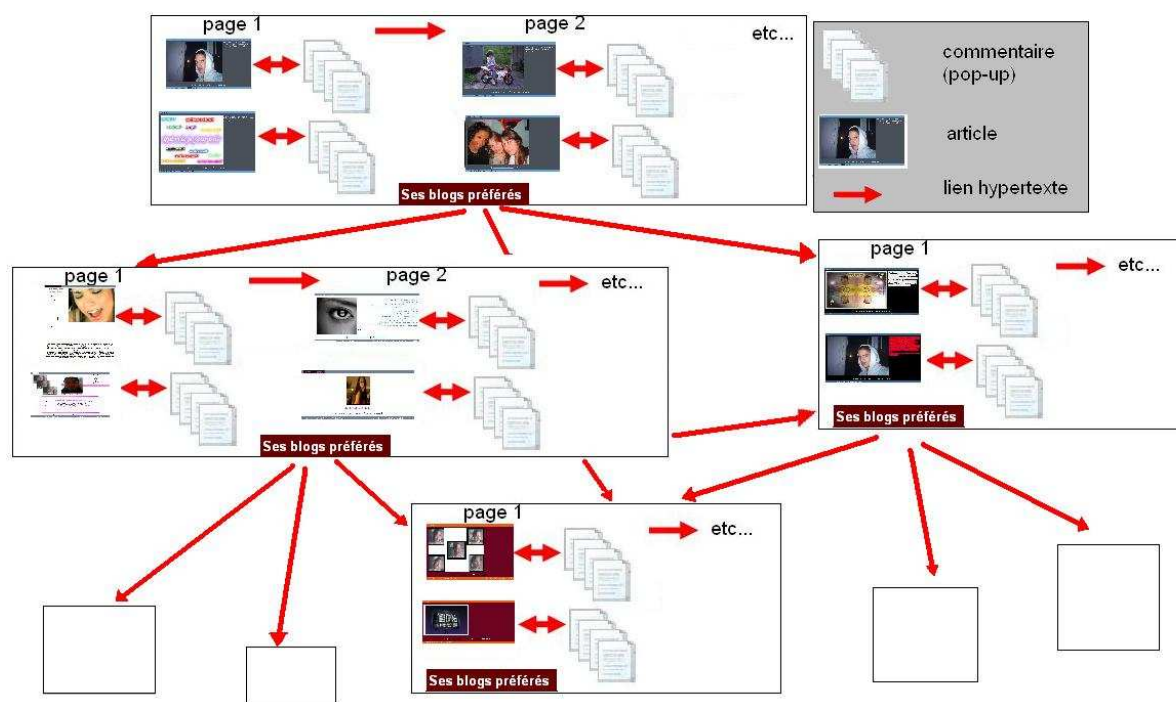 page 1
page 2
etc...
Ses blogs préférés
commentaire
(pop-up)
article
lien hypertexte
page 1
page 2
etc...
Ses blogs préférés
page 1
etc...
Ses blogs préférés
page 1
etc...
Ses blogs préférés